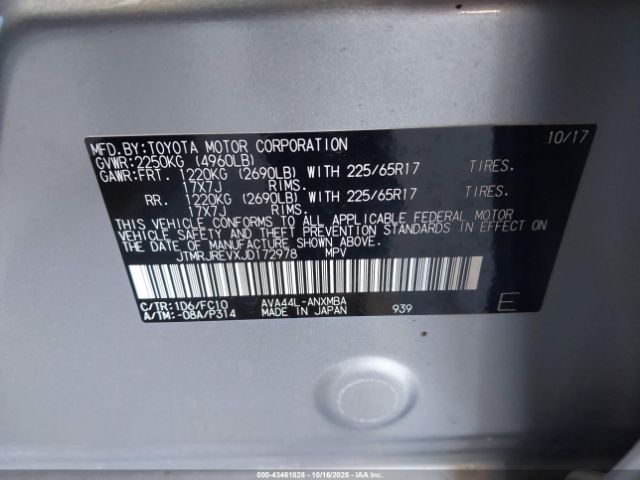 MFD.BY:TOYOTA MOTOR CORPORATION 10/17
GVWR:2250KG (4960LB)
GAWR:FRT. 1220KG (2690LB) WITH 225/65R17 TIRES.
17X7J RIMS.
RR. 1220KG (2690LB) WITH 225/65R17 TIRES.
17X7J RIMS.
THIS VEHICLE CONFORMS TO ALL APPLICABLE FEDERAL MOTOR
VEHICLE SAFETY AND THEFT PREVENTION STANDARDS IN EFFECT ON
THE DATE OF MANUFACTURE SHOWN ABOVE.
JTMRJREVXJD172978 MPV
C/TR:1D6/FC10 AVA44L-ANXMBA
A/TM:-08A/P314 MADE IN JAPAN 939 E
000-43461828 - 10/16/2025 - IAAI.COM